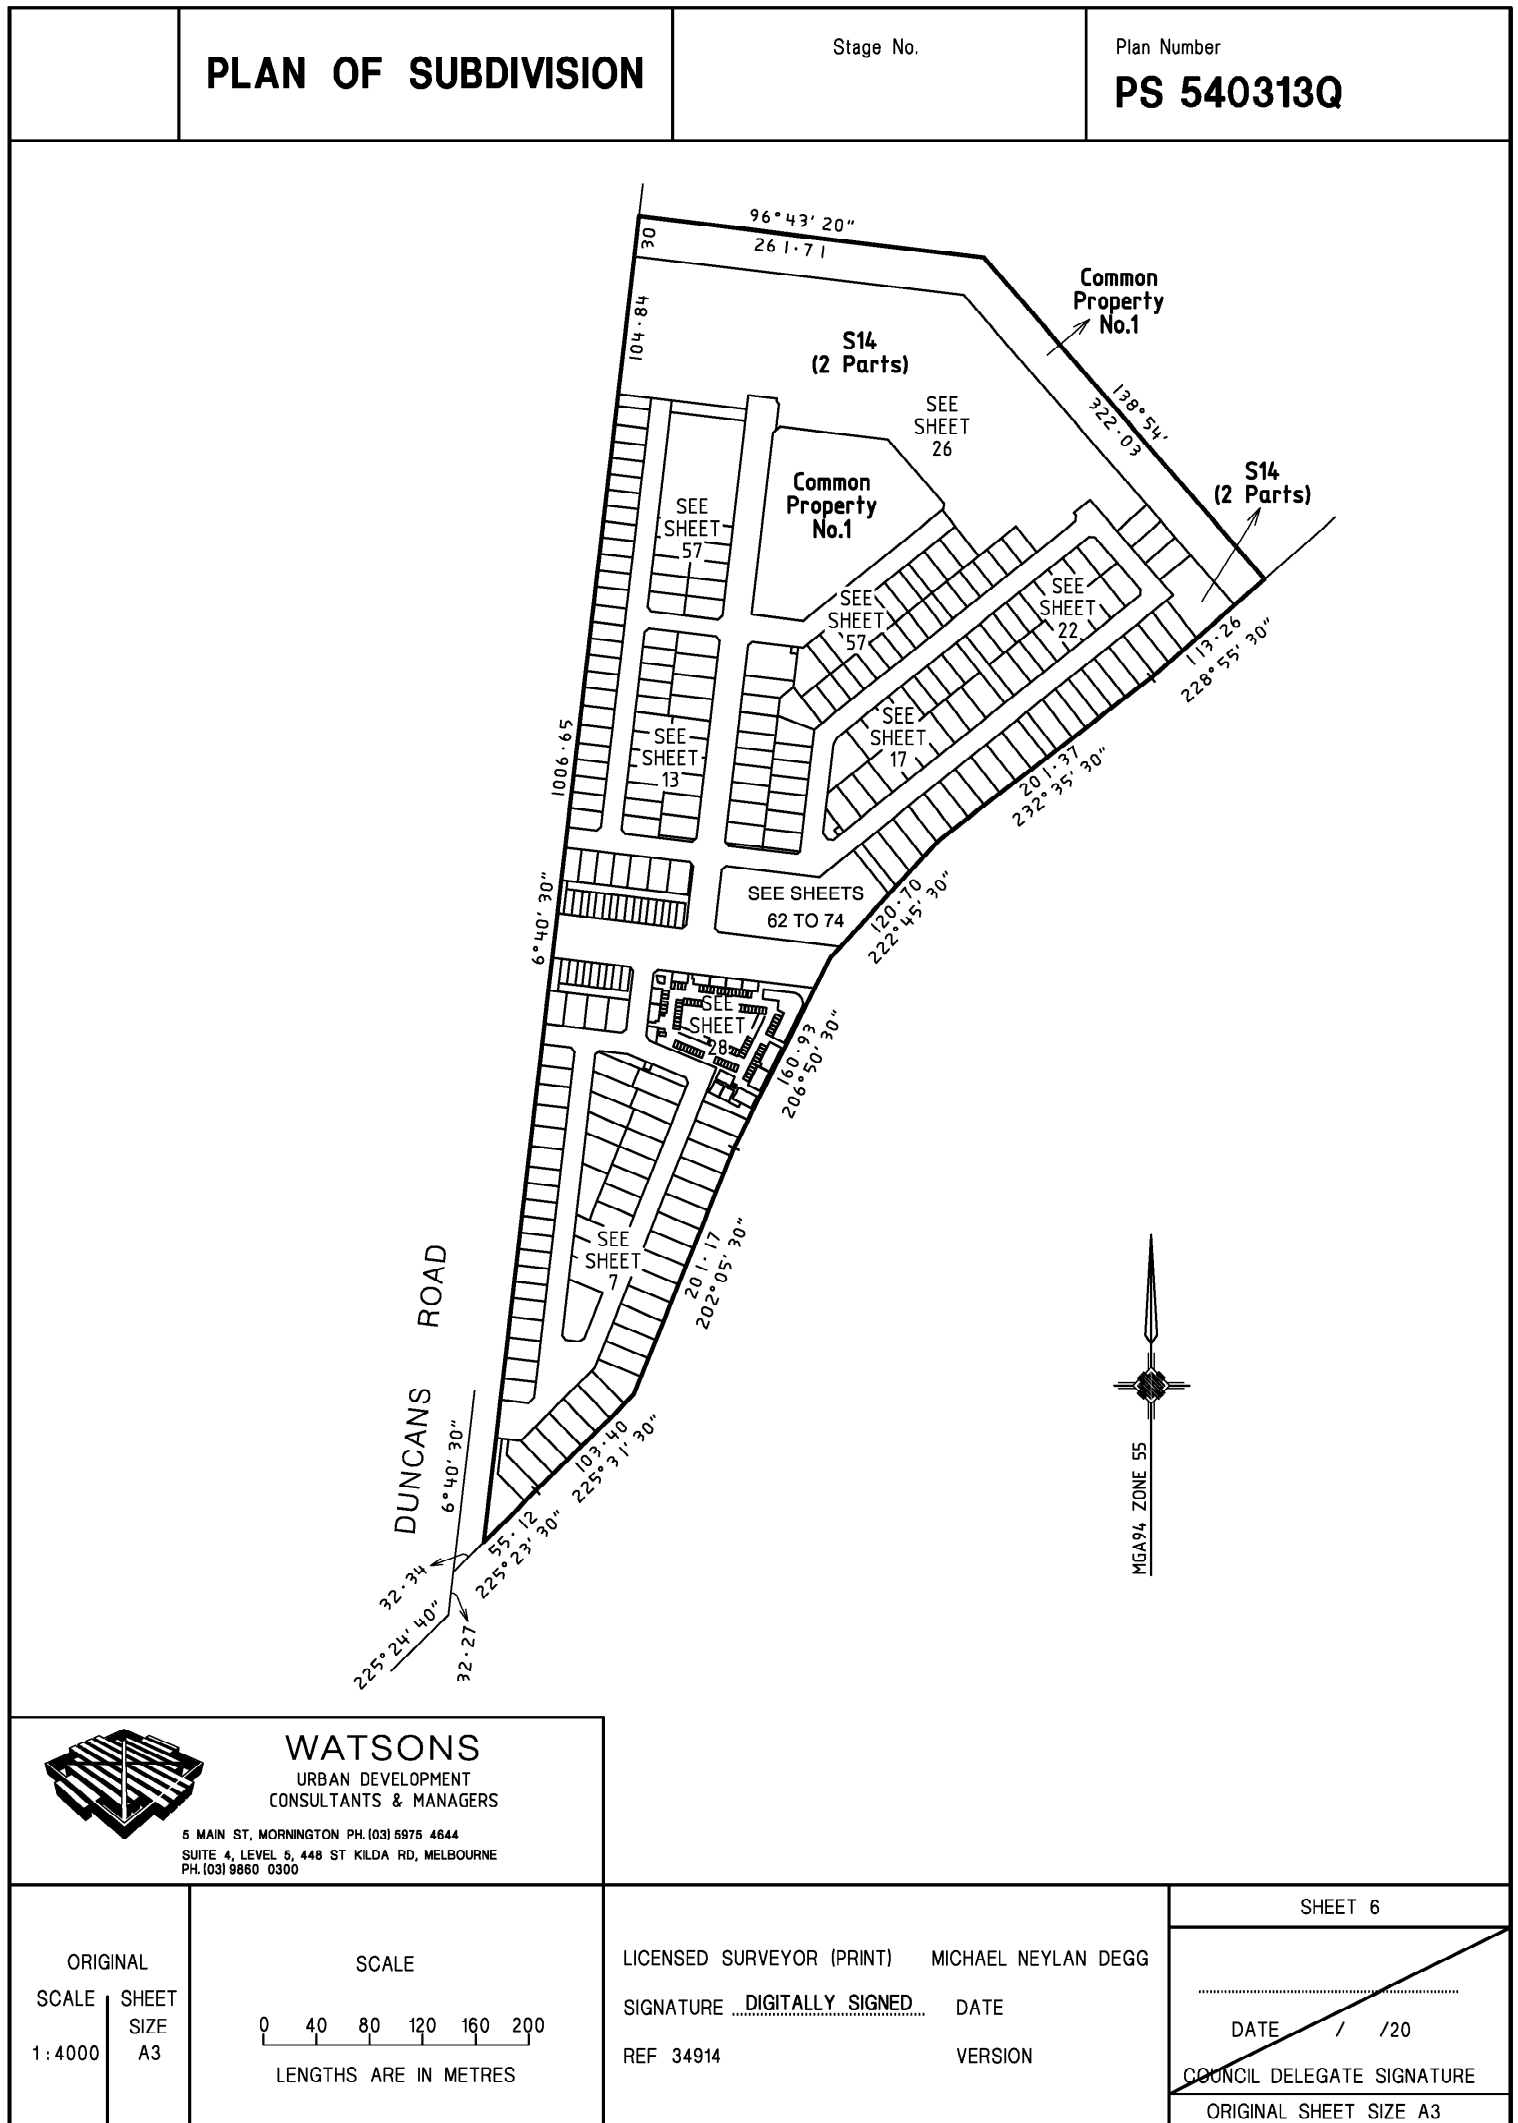 PLAN OF SUBDIVISION
Stage No.
Plan Number
PS 540313Q
96°43'20"
261·71
30
104·84
Common
Property
No.1
S14
(2 Parts)
138°54'
322·03
SEE
SHEET
26
S14
(2 Parts)
Common
Property
No.1
SEE
SHEET
57
SEE
SHEET
57
SEE
SHEET
22
113·26
228°55'30"
1006·65
SEE
SHEET
13
SEE
SHEET
17
201·37
232°35'30"
6°40'30"
SEE SHEETS
62 TO 74
120·70
222°45'30"
SEE
SHEET
28
160·93
206°50'30"
SEE
SHEET
7
201·17
202°05'30"
DUNCANS ROAD
6°40'30"
103·40
225°31'30"
55·12
225°23'30"
32·34
225°24'40"
32·27
MGA94 ZONE 55
WATSONS
URBAN DEVELOPMENT
CONSULTANTS & MANAGERS
5 MAIN ST, MORNINGTON PH.(03) 5975 4644
SUITE 4, LEVEL 5, 448 ST KILDA RD, MELBOURNE
PH.(03) 9860 0300
ORIGINAL
SCALE SHEET
SIZE
1:4000 A3
SCALE
0 40 80 120 160 200
LENGTHS ARE IN METRES
LICENSED SURVEYOR (PRINT) MICHAEL NEYLAN DEGG
SIGNATURE DIGITALLY SIGNED DATE
REF 34914 VERSION
SHEET 6
DATE / /20
COUNCIL DELEGATE SIGNATURE
ORIGINAL SHEET SIZE A3